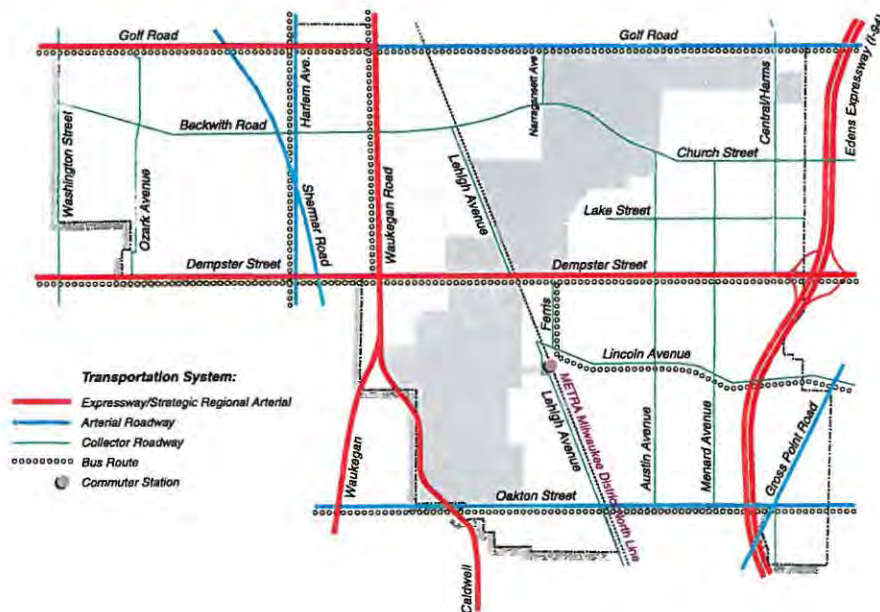 Golf Road
Golf Road
Harlem Ave.
Narragansett Ave
Central/Harms
Edens Expressway (I-94)
Washington Street
Ozark Avenue
Beckwith Road
Shermer Road
Waukegan Road
Lehigh Avenue
Church Street
Lake Street
Dempster Street
Dempster Street
Ferris
Lincoln Avenue
METRA Milwaukee District North Line
Lehigh Avenue
Austin Avenue
Menard Avenue
Gross Point Road
Waukegan
Oakton Street
Caldwell
Transportation System:
Expressway/Strategic Regional Arterial
Arterial Roadway
Collector Roadway
Bus Route
Commuter Station